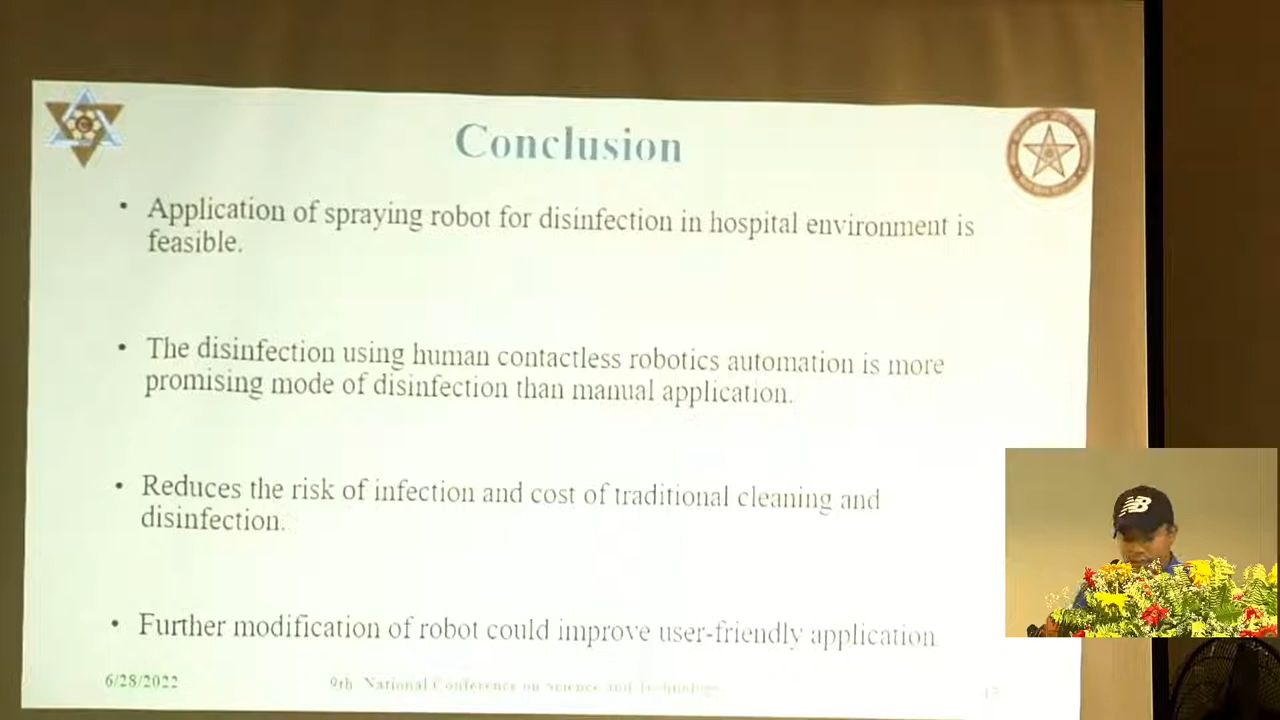 Conclusion
• Application of spraying robot for disinfection in hospital environment is
feasible.
• The disinfection using human contactless robotics automation is more
promising mode of disinfection than manual application.
• Reduces the risk of infection and cost of traditional cleaning and
disinfection.
• Further modification of robot could improve user-friendly application
6/28/2022
9th National Conference on Science and Technology
NB